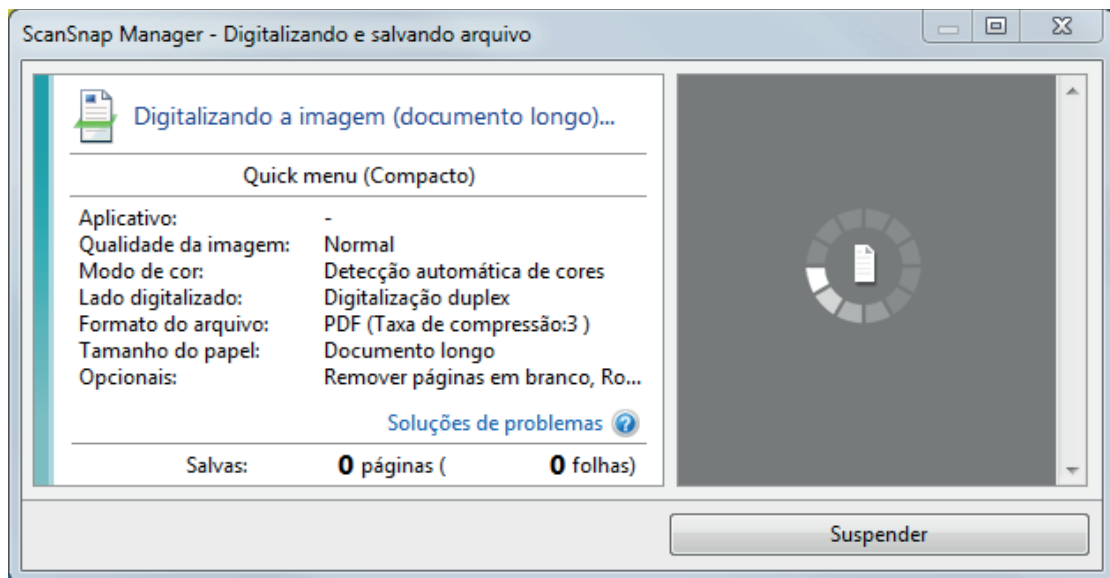 ScanSnap Manager - Digitalizando e salvando arquivo
Digitalizando a imagem (documento longo)...
Quick menu (Compacto)
Aplicativo: -
Qualidade da imagem: Normal
Modo de cor: Detecção automática de cores
Lado digitalizado: Digitalização duplex
Formato do arquivo: PDF (Taxa de compressão:3 )
Tamanho do papel: Documento longo
Opcionais: Remover páginas em branco, Ro...
Soluções de problemas
Salvas: 0 páginas ( 0 folhas)
Suspender